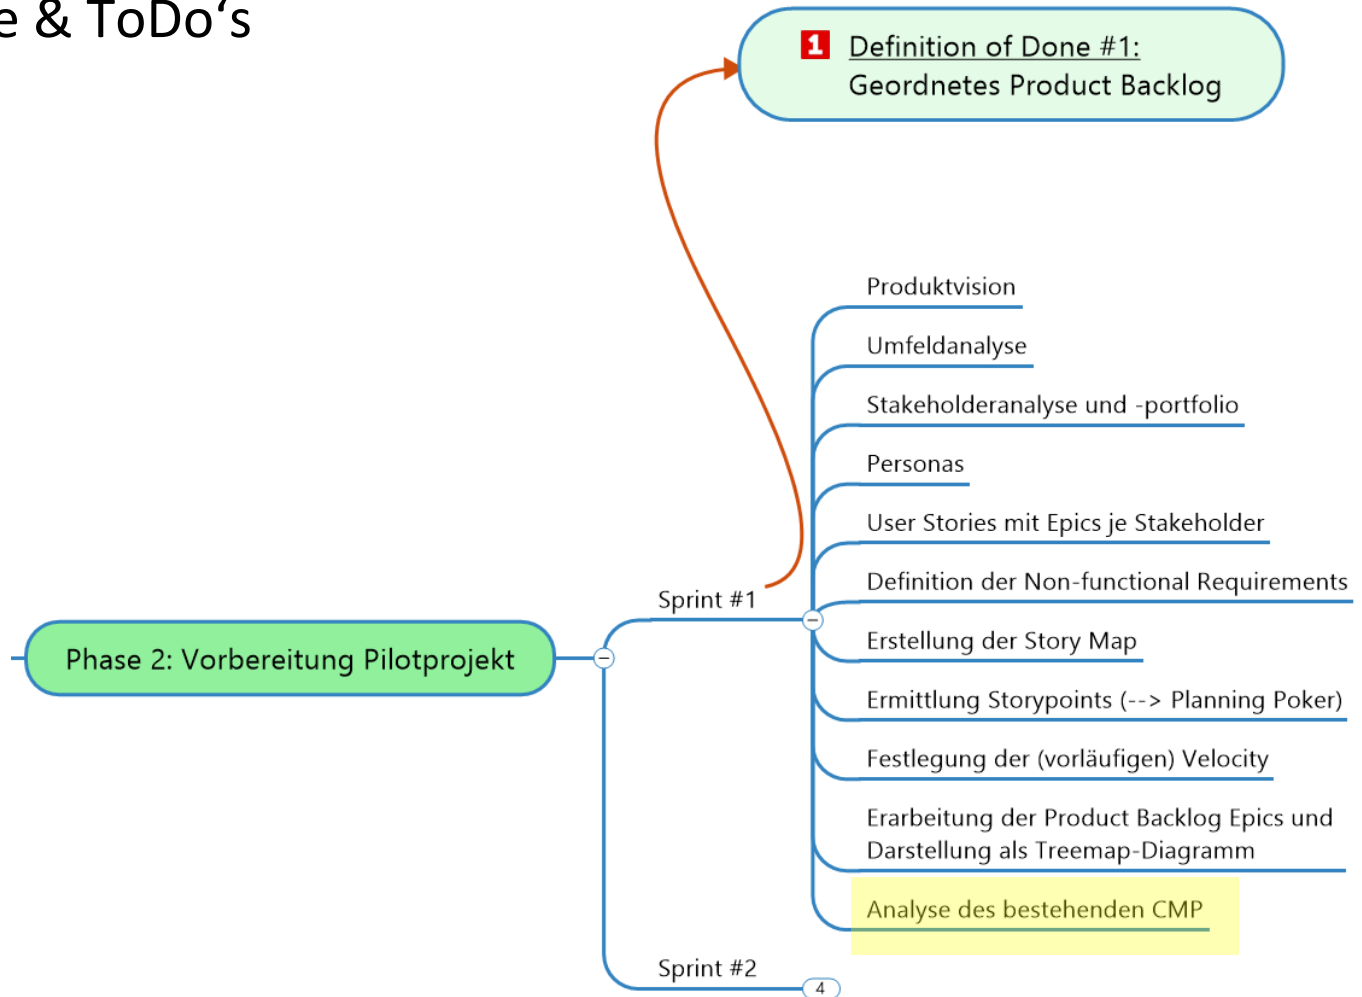 e & ToDo‘s
1 Definition of Done #1:
Geordnetes Product Backlog
Produktvision
Umfeldanalyse
Stakeholderanalyse und -portfolio
Personas
User Stories mit Epics je Stakeholder
Definition der Non-functional Requirements
Sprint #1
Erstellung der Story Map
Phase 2: Vorbereitung Pilotprojekt
Ermittlung Storypoints (--> Planning Poker)
Festlegung der (vorläufigen) Velocity
Erarbeitung der Product Backlog Epics und
Darstellung als Treemap-Diagramm
Analyse des bestehenden CMP
Sprint #2
4